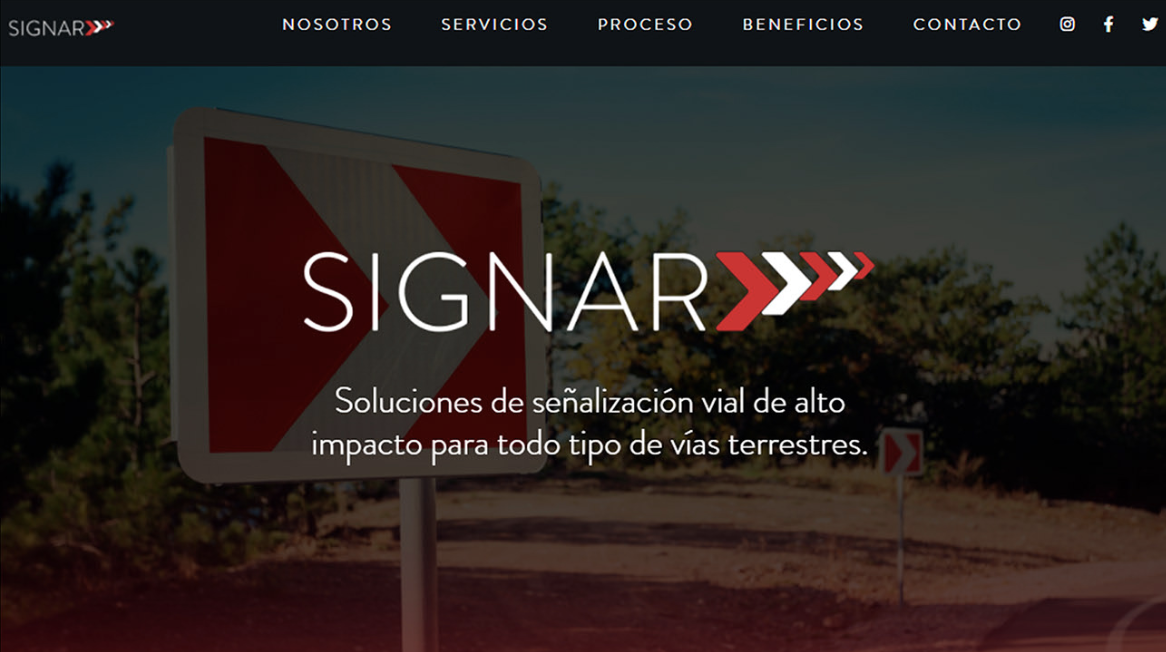 SIGNAR
NOSOTROS SERVICIOS PROCESO BENEFICIOS CONTACTO
SIGNAR
Soluciones de señalización vial de alto
impacto para todo tipo de vías terrestres.